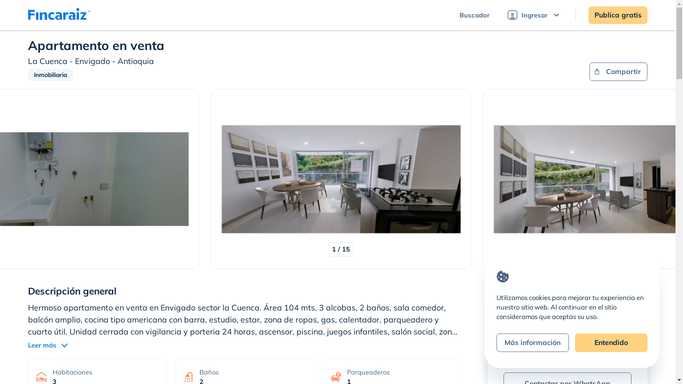 Fincaraiz
Buscador
Ingresar
Publica gratis
Apartamento en venta
La Cuenca - Envigado - Antioquia
Inmobiliaria
Compartir
1 / 15
Descripción general
Hermoso apartamento en venta en Envigado sector la Cuenca. Área 104 mts, 3 alcobas, 2 baños, sala comedor,
balcón amplio, cocina tipo americana con barra, estudio, estar, zona de ropas, gas, calentador, parqueadero y
cuarto útil. Unidad cerrada con vigilancia y portería 24 horas, ascensor, piscina, juegos infantiles, salón social, zon...
Leer más
Habitaciones
3
Baños
2
Parqueaderos
1
Utilizamos cookies para mejorar tu experiencia en
nuestro sitio web. Al continuar en el sitio
consideramos que aceptas su uso.
Más información
Entendido
Contactar por WhatsApp